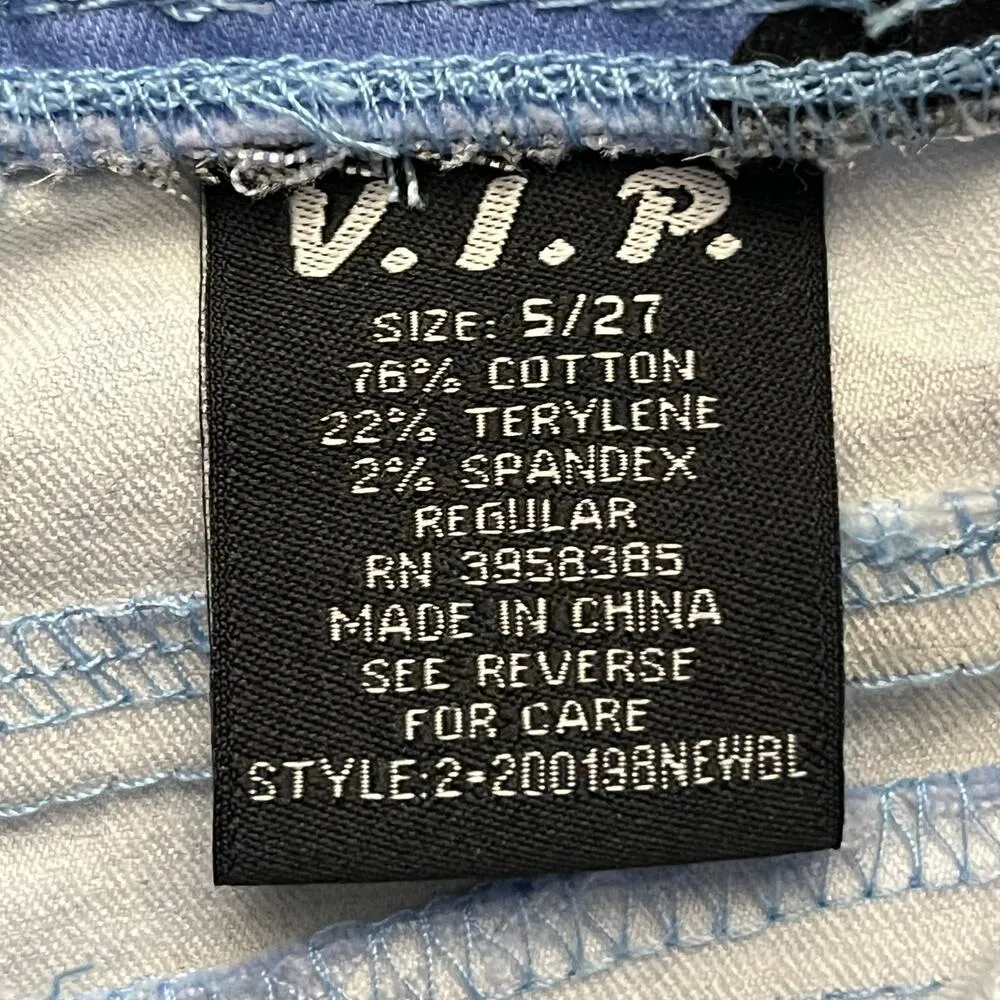 V.I.P.
SIZE: 5/27
76% COTTON
22% TERYLENE
2% SPANDEX
REGULAR
RN 3958385
MADE IN CHINA
SEE REVERSE
FOR CARE
STYLE:2-200198NEWBL